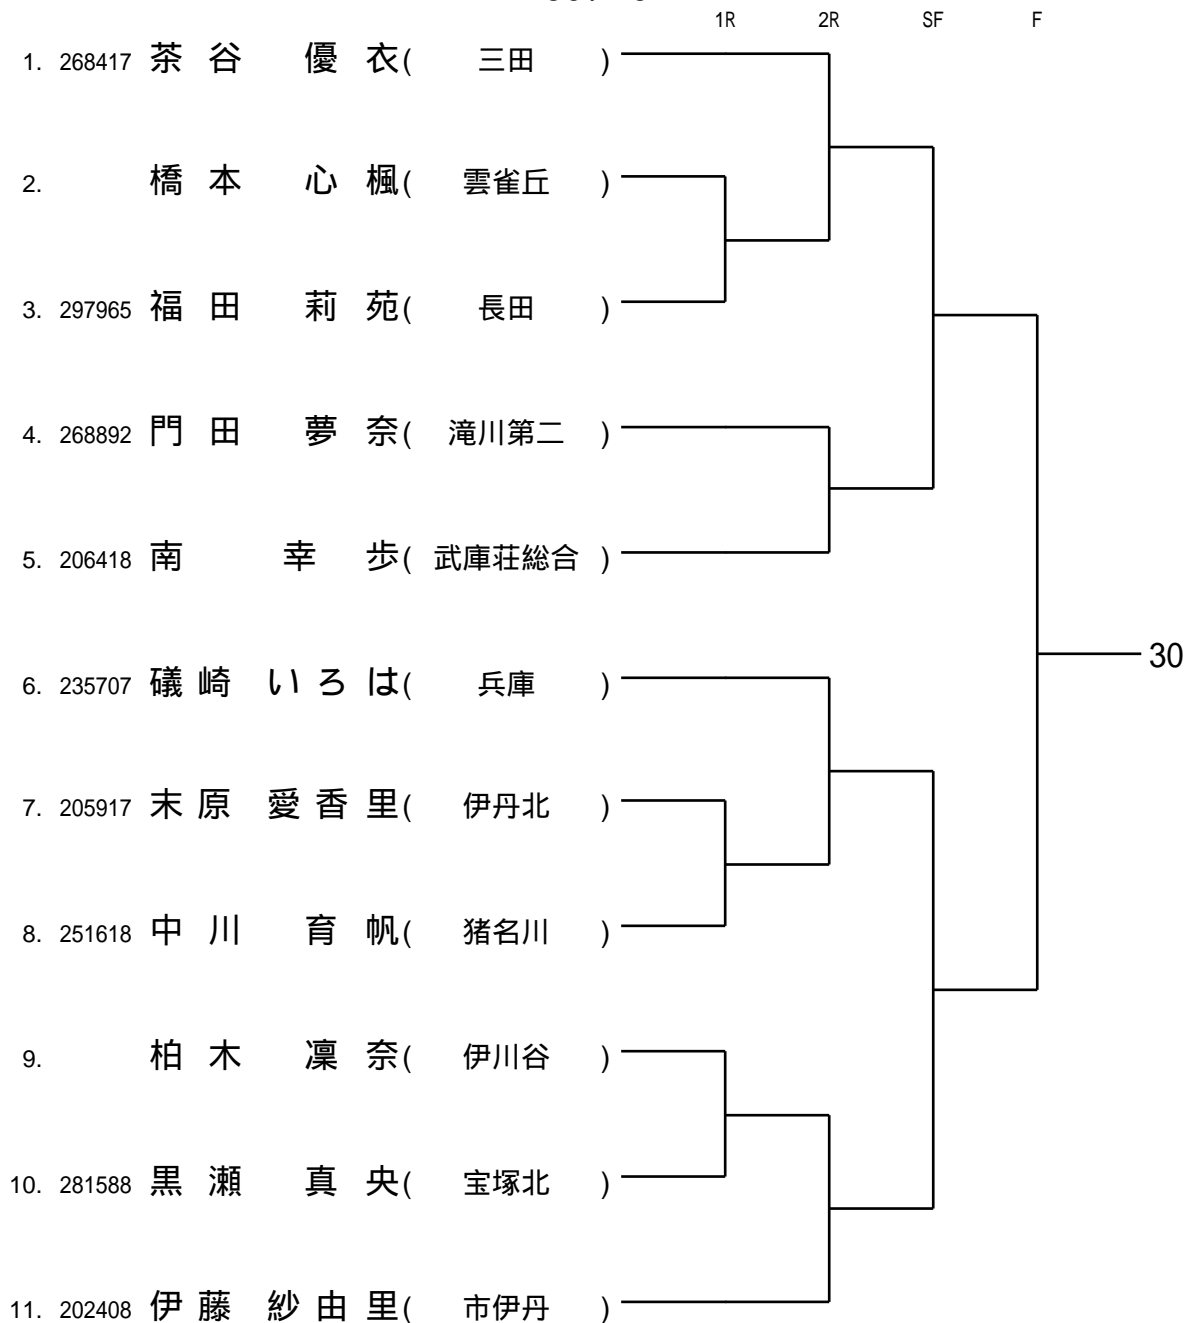 1R 2R SF F
1. 268417 茶谷 優衣( 三田 )
2. 橋本 心楓( 雲雀丘 )
3. 297965 福田 莉苑( 長田 )
4. 268892 門田 夢奈( 滝川第二 )
5. 206418 南 幸歩( 武庫荘総合 )
30
6. 235707 礒崎 いろは( 兵庫 )
7. 205917 末原 愛香里( 伊丹北 )
8. 251618 中川 育帆( 猪名川 )
9. 柏木 凜奈( 伊川谷 )
10. 281588 黒瀬 真央( 宝塚北 )
11. 202408 伊藤 紗由里( 市伊丹 )